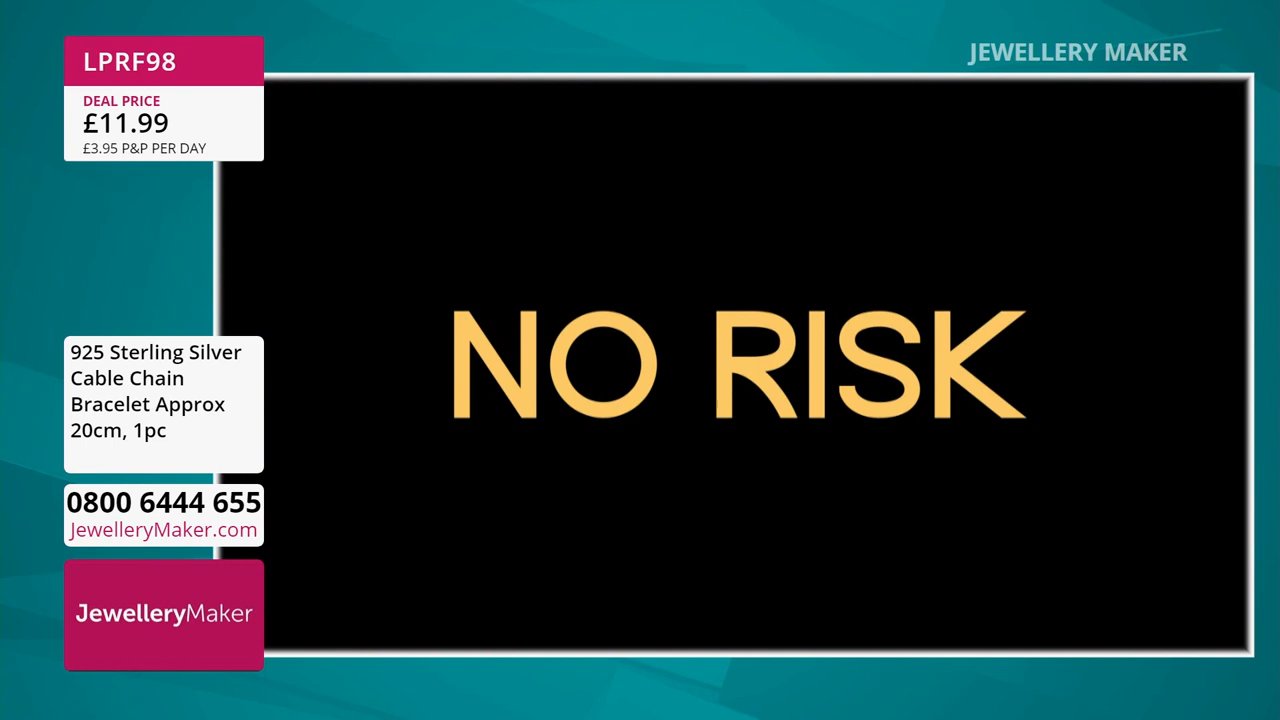 LPRF98
DEAL PRICE
£11.99
£3.95 P&P PER DAY
JEWELLERY MAKER
NO RISK
925 Sterling Silver
Cable Chain
Bracelet Approx
20cm, 1pc
0800 6444 655
JewelleryMaker.com
JewelleryMaker